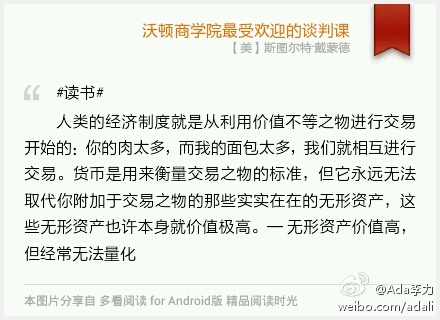 沃顿商学院最受欢迎的谈判课
【美】斯图尔特·戴蒙德
“ #读书#
人类的经济制度就是从利用价值不等之物进行交易
开始的：你的肉太多，而我的面包太多，我们就相互进行
交易。货币是用来衡量交易之物的标准，但它永远无法
取代你附加于交易之物的那些实实在在的无形资产，这
些无形资产也许本身就价值极高。— 无形资产价值高，
但经常无法量化
本图片分享自 多看阅读 for Android版 精品阅读时光
@Ada李力
weibo.com/adali